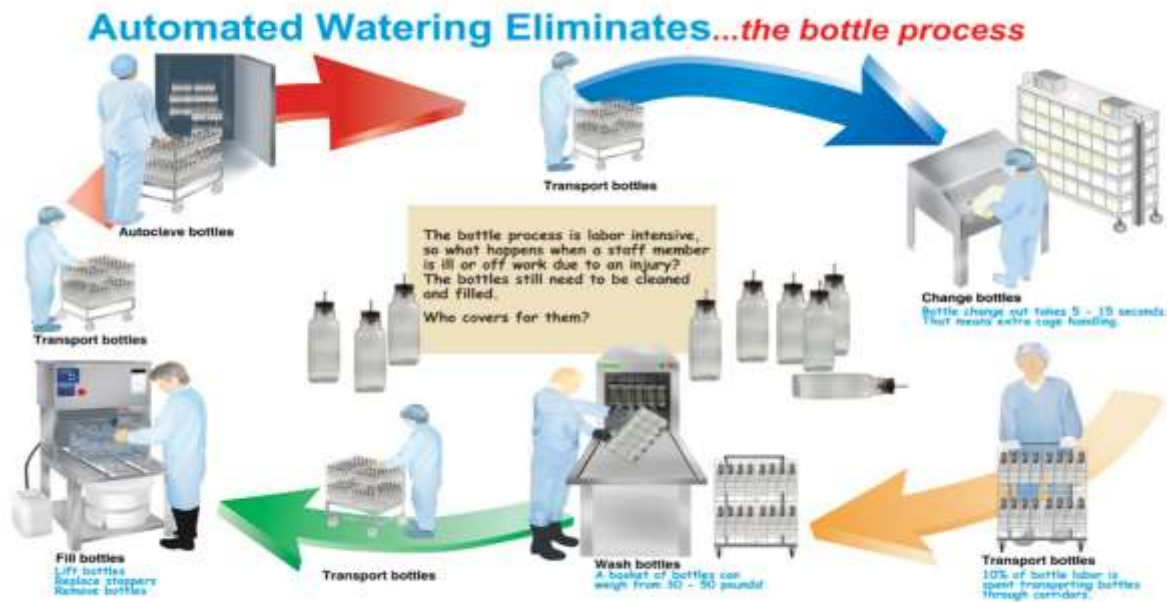 Automated Watering Eliminates...the bottle process
Transport bottles
Autoclave bottles
The bottle process is labor intensive,
so what happens when a staff member
is ill or off work due to an injury?
The bottles still need to be cleaned
and filled.
Who covers for them?
Change bottles
Bottle change out takes 5 - 15 seconds.
That means extra cage handling.
Transport bottles
Fill bottles
Lift bottles
Replace stoppers
Remove bottles
Transport bottles
Wash bottles
A basket of bottles can
weigh from 30 - 50 pounds!
Transport bottles
10% of bottle labor is
spent transporting bottles
through corridors.